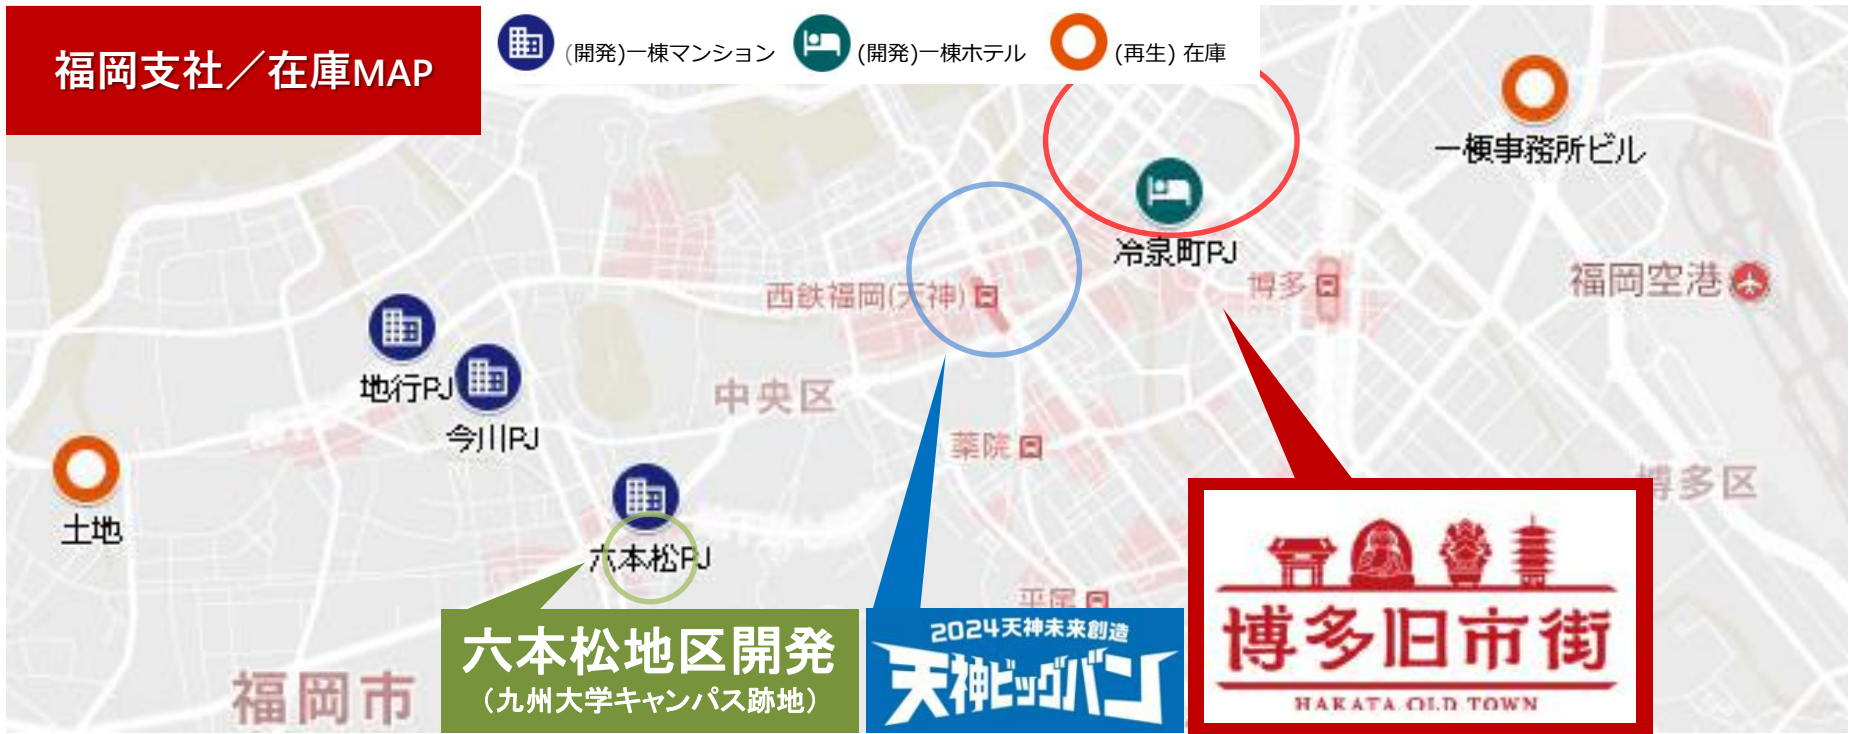 福岡支社／在庫MAP
(開発)一棟マンション
(開発)一棟ホテル
(再生) 在庫
一棟事務所ビル
冷泉町PJ
西鉄福岡(天神)
博多
福岡空港
地行PJ
今川PJ
中央区
薬院
博多区
土地
六本松PJ
平尾
福岡市
六本松地区開発
（九州大学キャンパス跡地）
2024天神未来創造
天神ビッグバン
博多旧市街
HAKATA OLD TOWN